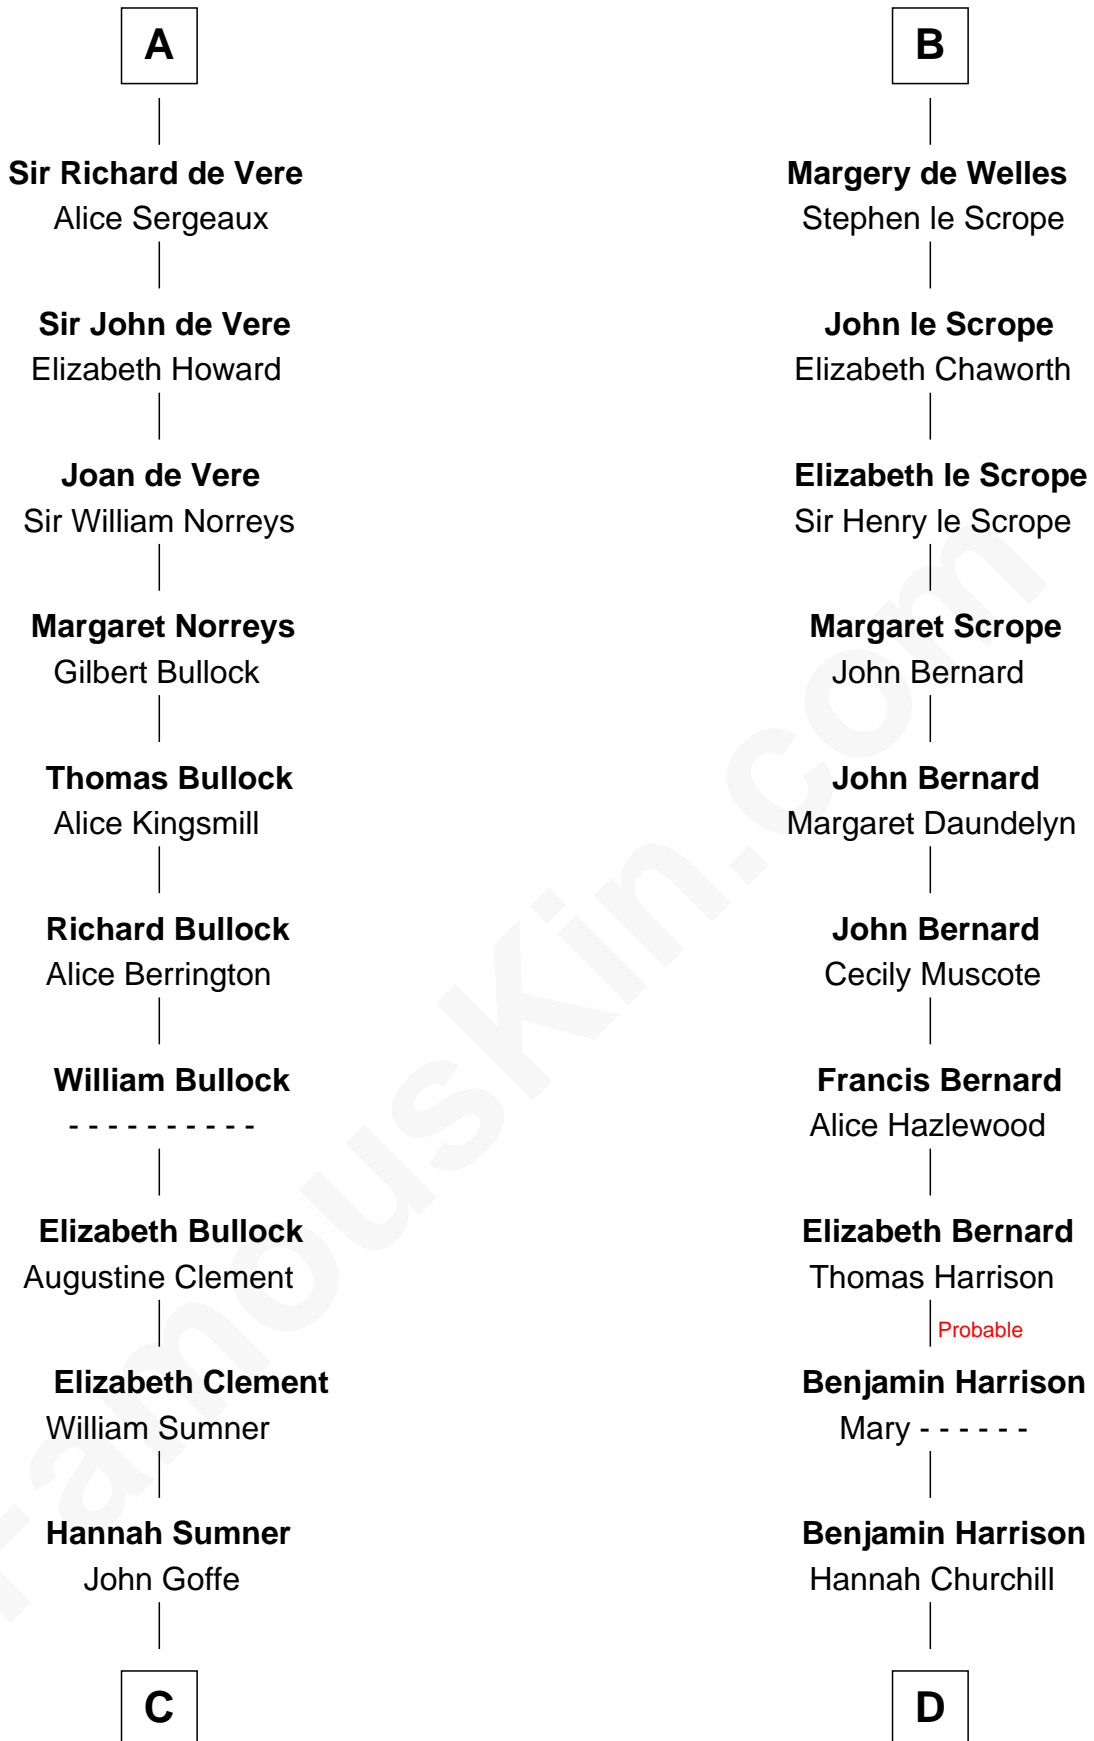 A
Sir Richard de Vere
Alice Sergeaux
Sir John de Vere
Elizabeth Howard
Joan de Vere
Sir William Norreys
Margaret Norreys
Gilbert Bullock
Thomas Bullock
Alice Kingsmill
Richard Bullock
Alice Berrington
William Bullock
- - - - - - - - - -
Elizabeth Bullock
Augustine Clement
Elizabeth Clement
William Sumner
Hannah Sumner
John Goffe
C
B
Margery de Welles
Stephen le Scrope
John le Scrope
Elizabeth Chaworth
Elizabeth le Scrope
Sir Henry le Scrope
Margaret Scrope
John Bernard
John Bernard
Margaret Daundelyn
John Bernard
Cecily Muscote
Francis Bernard
Alice Hazlewood
Elizabeth Bernard
Thomas Harrison
Probable
Benjamin Harrison
Mary - - - - - -
Benjamin Harrison
Hannah Churchill
D
FamousKin.com